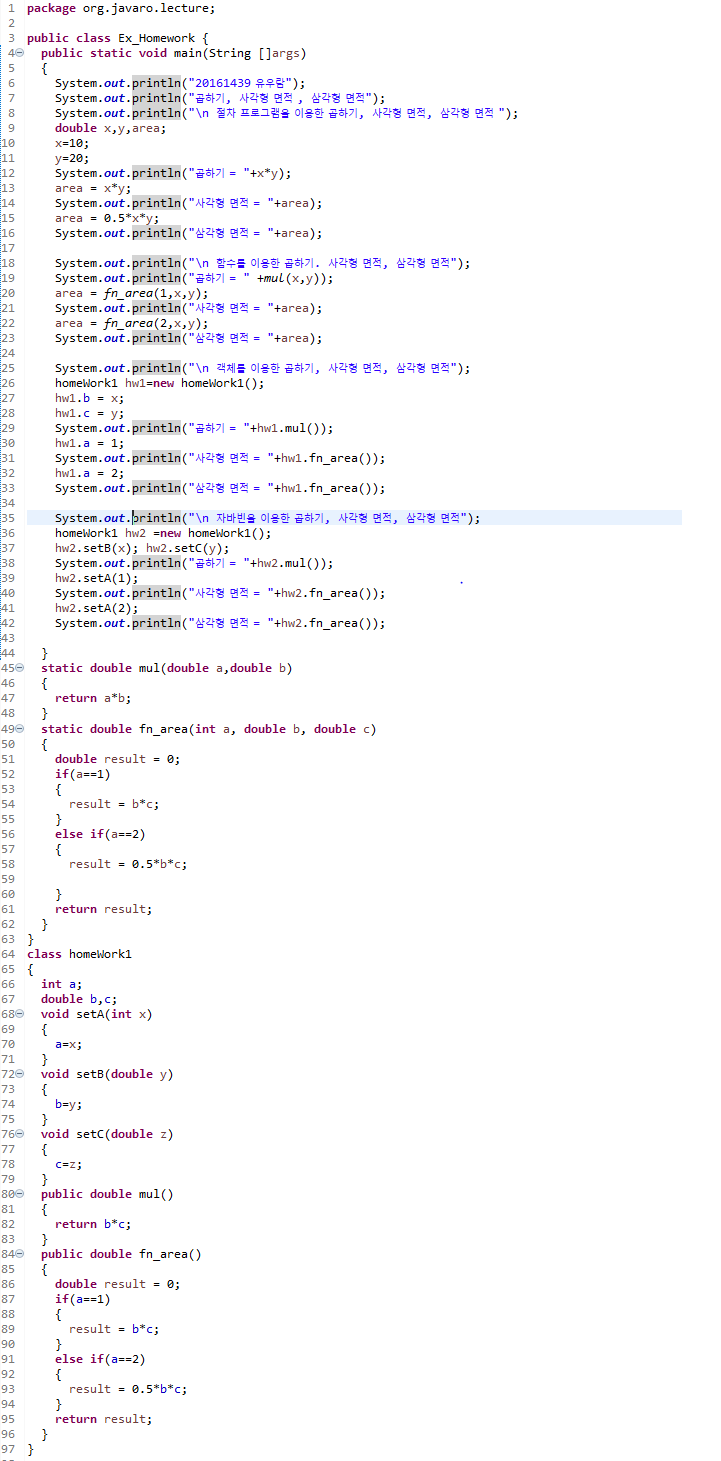 1 package org.javaro.lecture;
2
3 public class Ex_Homework {
4 public static void main(String []args)
5 {
6 System.out.println("20161439 유우람");
7 System.out.println("곱하기, 사각형 면적 , 삼각형 면적");
8 System.out.println("\n 절차 프로그램을 이용한 곱하기, 사각형 면적, 삼각형 면적 ");
9 double x,y,area;
10 x=10;
11 y=20;
12 System.out.println("곱하기 = "+x*y);
13 area = x*y;
14 System.out.println("사각형 면적 = "+area);
15 area = 0.5*x*y;
16 System.out.println("삼각형 면적 = "+area);
17
18 System.out.println("\n 함수를 이용한 곱하기. 사각형 면적, 삼각형 면적");
19 System.out.println("곱하기 = " +mul(x,y));
20 area = fn_area(1,x,y);
21 System.out.println("사각형 면적 = "+area);
22 area = fn_area(2,x,y);
23 System.out.println("삼각형 면적 = "+area);
24
25 System.out.println("\n 객체를 이용한 곱하기, 사각형 면적, 삼각형 면적");
26 homeWork1 hw1=new homeWork1();
27 hw1.b = x;
28 hw1.c = y;
29 System.out.println("곱하기 = "+hw1.mul());
30 hw1.a = 1;
31 System.out.println("사각형 면적 = "+hw1.fn_area());
32 hw1.a = 2;
33 System.out.println("삼각형 면적 = "+hw1.fn_area());
34
35 System.out.println("\n 자바빈을 이용한 곱하기, 사각형 면적, 삼각형 면적");
36 homeWork1 hw2 =new homeWork1();
37 hw2.setB(x); hw2.setC(y);
38 System.out.println("곱하기 = "+hw2.mul());
39 hw2.setA(1);
40 System.out.println("사각형 면적 = "+hw2.fn_area());
41 hw2.setA(2);
42 System.out.println("삼각형 면적 = "+hw2.fn_area());
43
44 }
45 static double mul(double a,double b)
46 {
47 return a*b;
48 }
49 static double fn_area(int a, double b, double c)
50 {
51 double result = 0;
52 if(a==1)
53 {
54 result = b*c;
55 }
56 else if(a==2)
57 {
58 result = 0.5*b*c;
59
60 }
61 return result;
62 }
63 }
64 class homeWork1
65 {
66 int a;
67 double b,c;
68 void setA(int x)
69 {
70 a=x;
71 }
72 void setB(double y)
73 {
74 b=y;
75 }
76 void setC(double z)
77 {
78 c=z;
79 }
80 public double mul()
81 {
82 return b*c;
83 }
84 public double fn_area()
85 {
86 double result = 0;
87 if(a==1)
88 {
89 result = b*c;
90 }
91 else if(a==2)
92 {
93 result = 0.5*b*c;
94 }
95 return result;
96 }
97 }